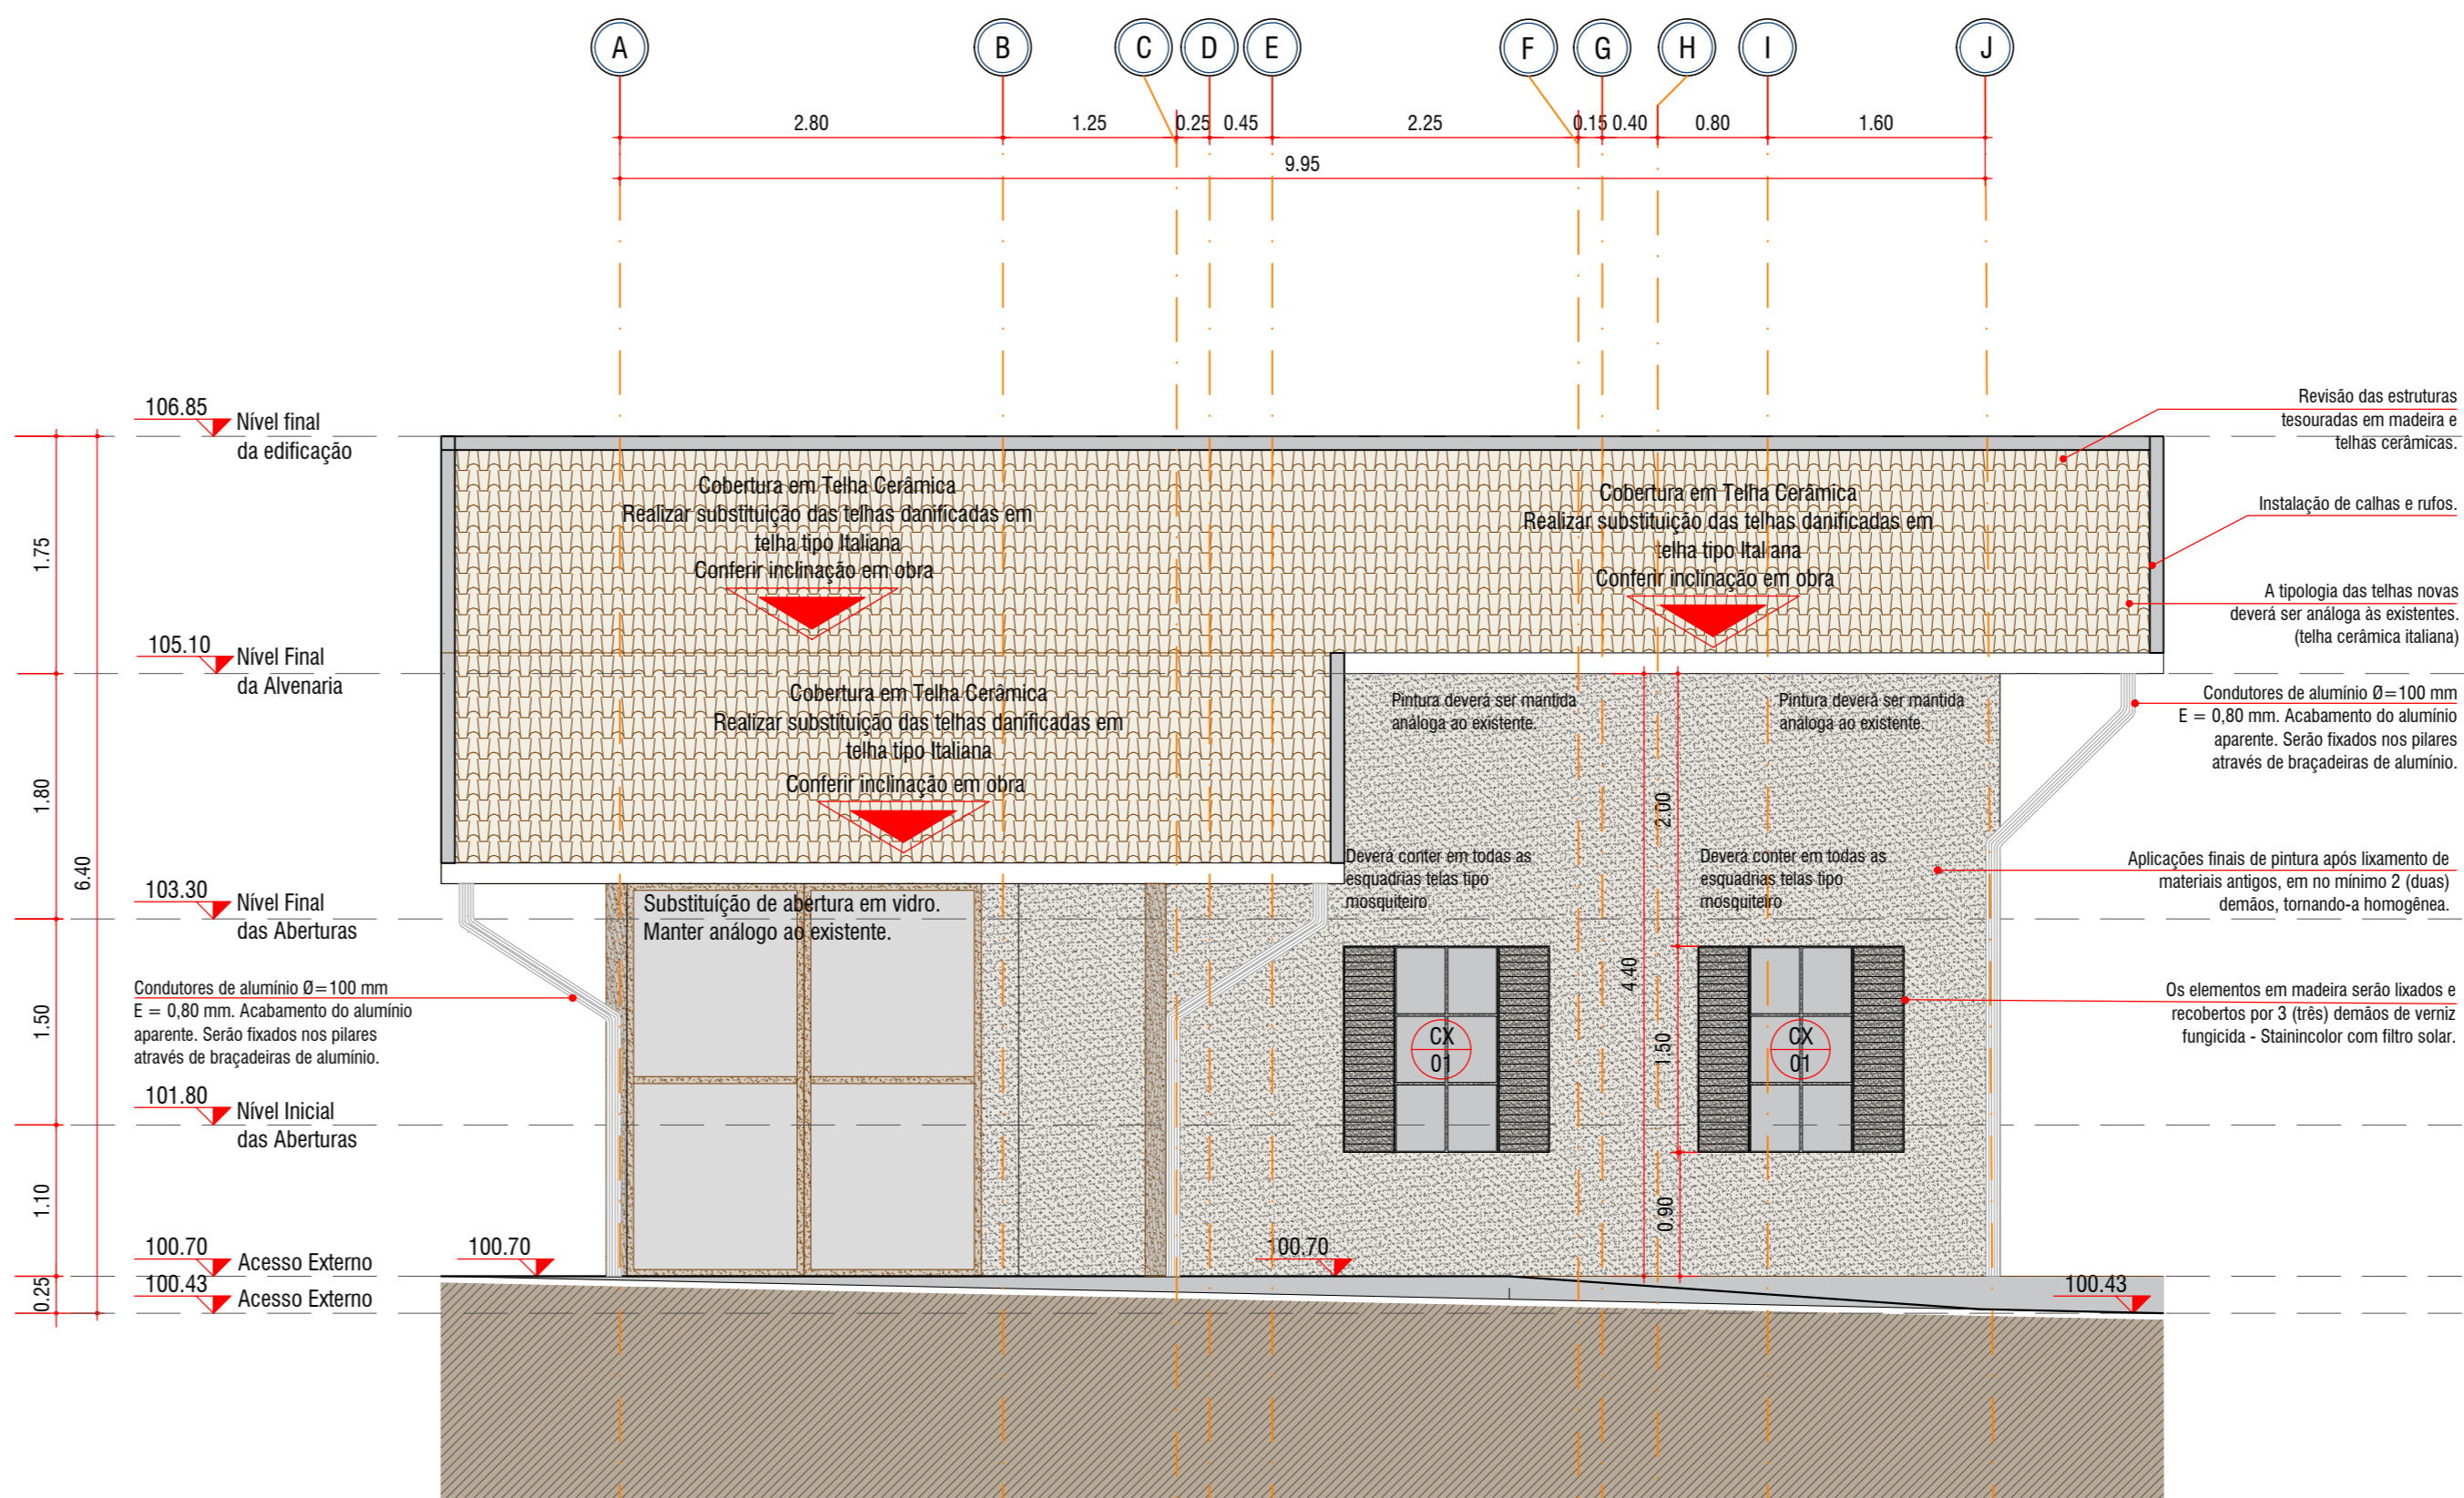 A B C D E F G H I J
2.80 1.25 0.25 0.45 2.25 0.15 0.40 0.80 1.60
9.95
106.85 Nível final
da edificação
105.10 Nível Final
da Alvenaria
103.30 Nível Final
das Aberturas
Condutores de alumínio Ø=100 mm
E = 0,80 mm. Acabamento do alumínio
aparente. Serão fixados nos pilares
através de braçadeiras de alumínio.
101.80 Nível Inicial
das Aberturas
100.70 Acesso Externo
100.43 Acesso Externo
1.75
1.80
1.50
1.10
0.25
6.40
Cobertura em Telha Cerâmica
Realizar substituição das telhas danificadas em
telha tipo Italiana
Conferir inclinação em obra
Cobertura em Telha Cerâmica
Realizar substituição das telhas danificadas em
telha tipo Italiana
Conferir inclinação em obra
Cobertura em Telha Cerâmica
Realizar substituição das telhas danificadas em
telha tipo Italiana
Conferir inclinação em obra
Pintura deverá ser mantida
análoga ao existente.
Pintura deverá ser mantida
análoga ao existente.
Deverá conter em todas as
esquadrias telas tipo
mosquiteiro
Deverá conter em todas as
esquadrias telas tipo
mosquiteiro
Substituíção de abertura em vidro.
Manter análogo ao existente.
CX
01
CX
01
2.00
4.40
1.50
0.90
100.70
100.70
100.43
Revisão das estruturas
tesouradas em madeira e
telhas cerâmicas.
Instalação de calhas e rufos.
A tipologia das telhas novas
deverá ser análoga às existentes.
(telha cerâmica italiana)
Condutores de alumínio Ø=100 mm
E = 0,80 mm. Acabamento do alumínio
aparente. Serão fixados nos pilares
através de braçadeiras de alumínio.
Aplicações finais de pintura após lixamento de
materiais antigos, em no mínimo 2 (duas)
demãos, tornando-a homogênea.
Os elementos em madeira serão lixados e
recobertos por 3 (três) demãos de verniz
fungicida - Stainincolor com filtro solar.